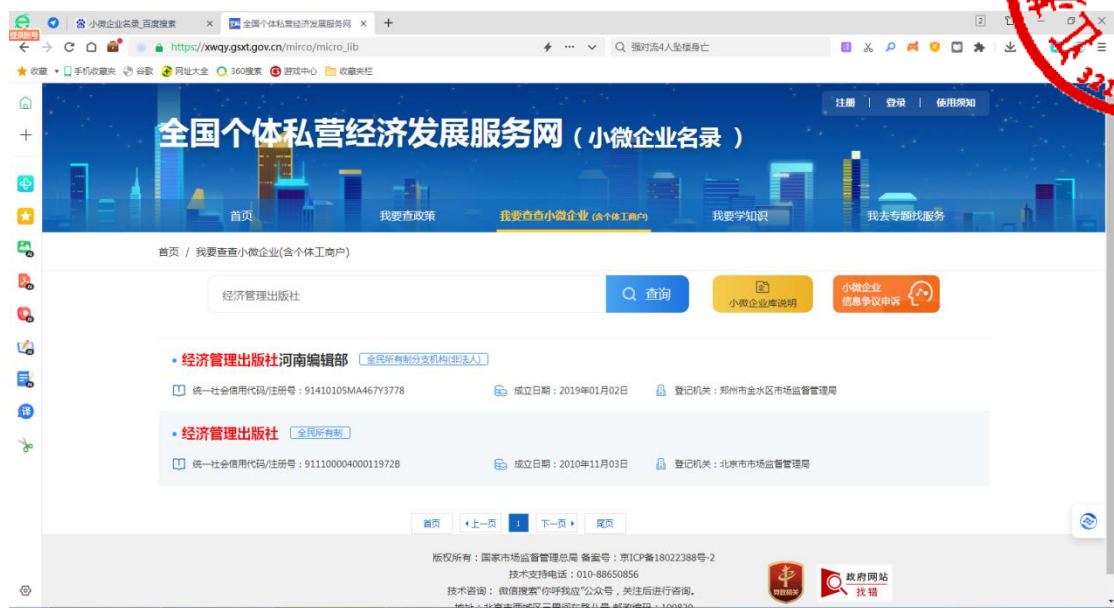 小微企业名录_百度搜索
全国个体私营经济发展服务网
2
登录账号
https://xwqy.gsxt.gov.cn/mirco/micro_lib
强对流4人坠楼身亡
收藏
手机收藏夹
谷歌
网址大全
360搜索
游戏中心
收藏夹栏
注册 | 登录 | 使用须知
全国个体私营经济发展服务网(小微企业名录)
首页
我要查政策
我要查查小微企业 (含个体工商户)
我要学知识
我去专题找服务
首页 / 我要查查小微企业(含个体工商户)
经济管理出版社
查询
小微企业库说明
小微企业
信息争议申诉
经济管理出版社河南编辑部 全民所有制分支机构(非法人)
统一社会信用代码/注册号:91410105MA467Y3778 成立日期:2019年01月02日 登记机关:郑州市金水区市场监督管理局
经济管理出版社 全民所有制
统一社会信用代码/注册号:91110000400011972B 成立日期:2010年11月03日 登记机关:北京市市场监督管理局
首页 上一页 1 下一页 尾页
版权所有:国家市场监督管理总局 备案号:京ICP备18022388号-2
技术支持电话:010-88650856
技术咨询: 微信搜索"你呼我应"公众号,关注后进行咨询。
党政机关
政府网站
找错
321
译